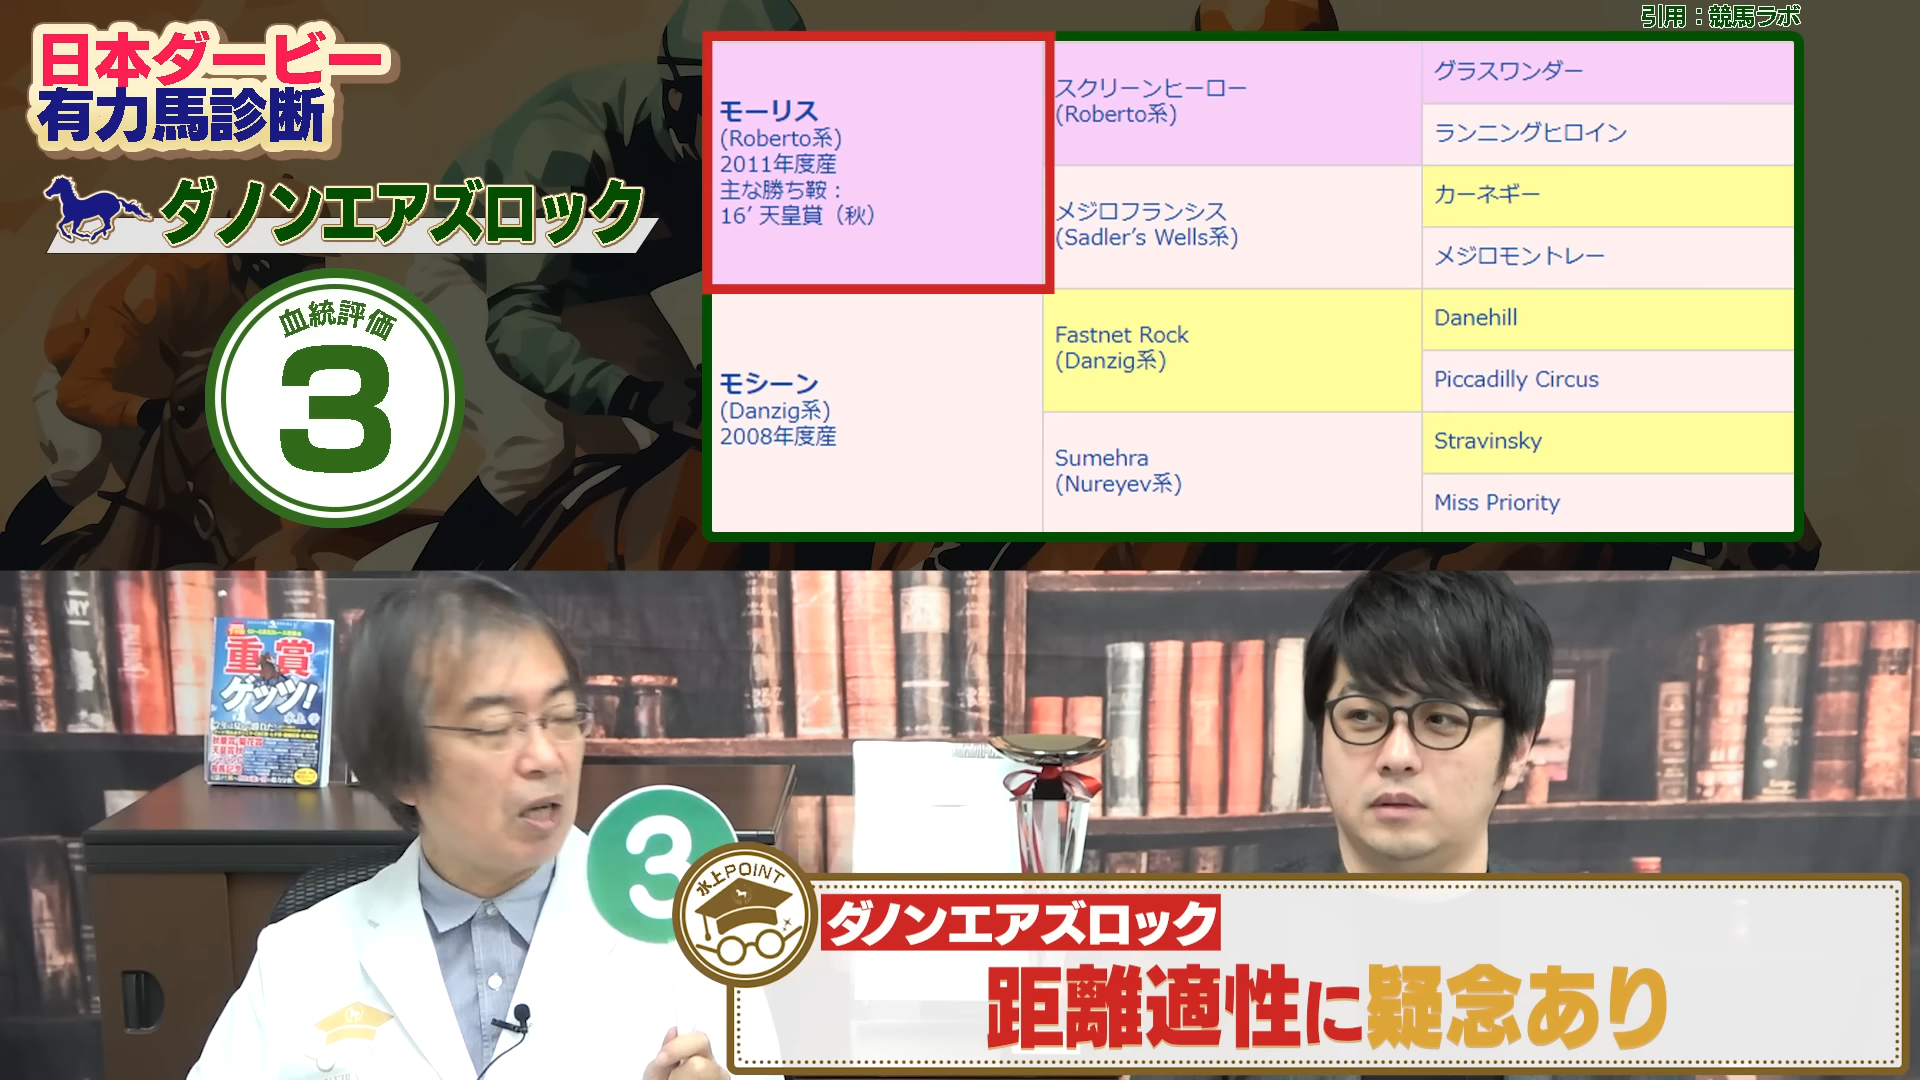 引用：競馬ラボ
日本ダービー
有力馬診断
ダノンエアズロック
血統評価
3
モーリス
(Roberto系)
2011年度産
主な勝ち鞍：
16′ 天皇賞（秋）
スクリーンヒーロー
(Roberto系)
グラスワンダー
ランニングヒロイン
メジロフランシス
(Sadler’s Wells系)
カーネギー
メジロモントレー
モシーン
(Danzig系)
2008年度産
Fastnet Rock
(Danzig系)
Danehill
Piccadilly Circus
Sumehra
(Nureyev系)
Stravinsky
Miss Priority
重賞
ゲッツ!
水上学
3
水上POINT
ダノンエアズロック
距離適性に疑念あり